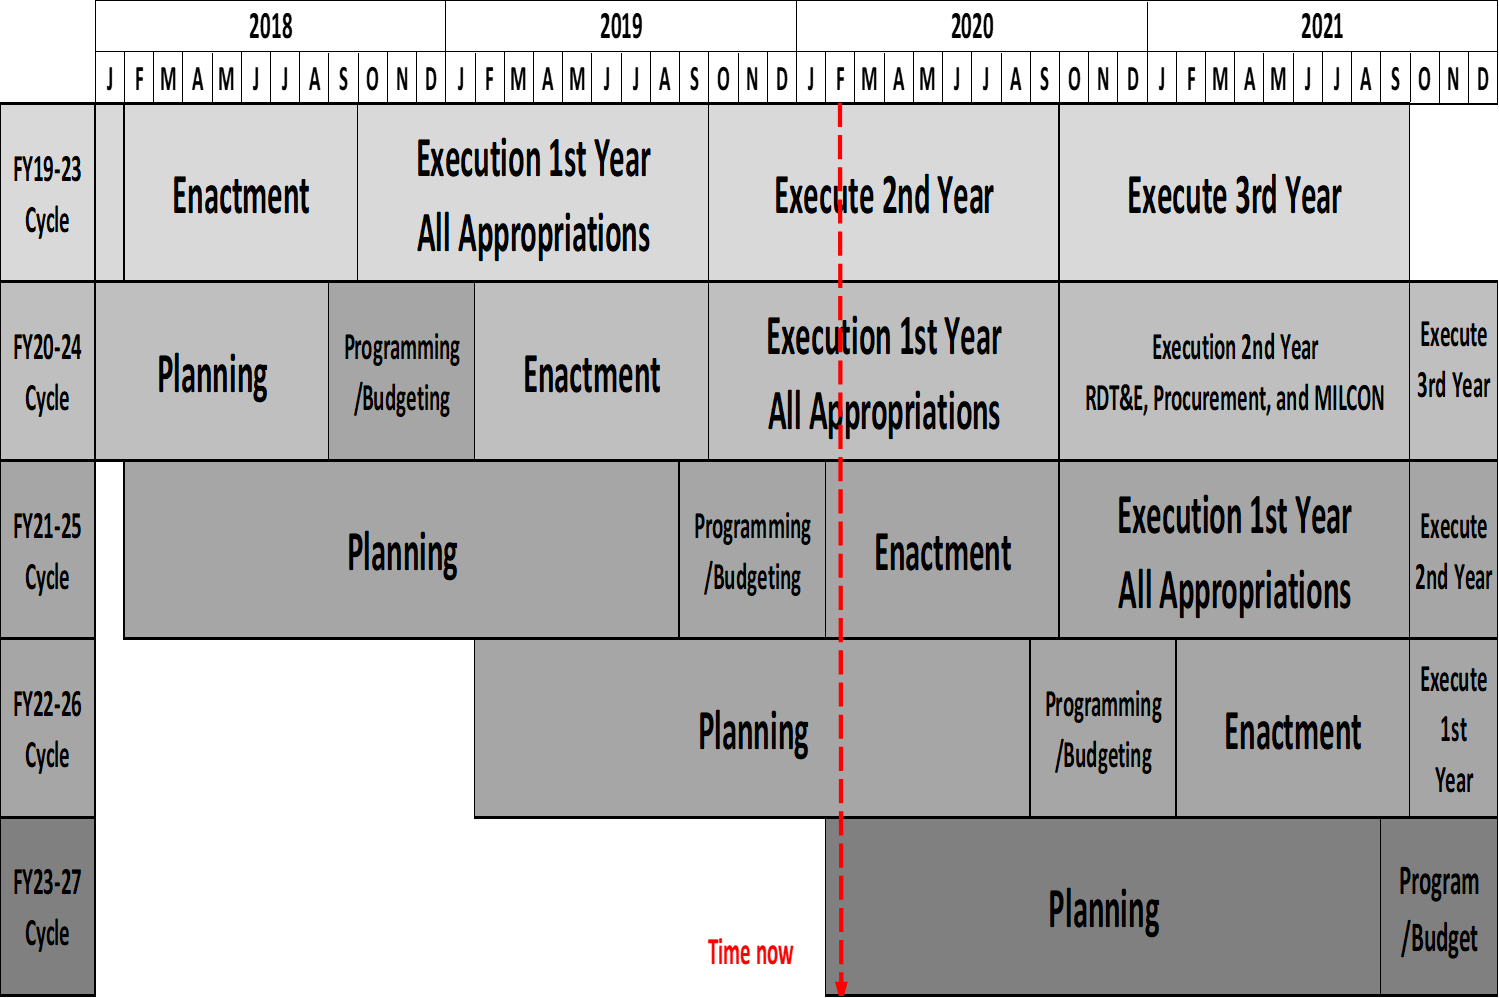 2018 2019 2020 2021
J F M A M J J A S O N D J F M A M J J A S O N D J F M A M J J A S O N D J F M A M J J A S O N D
FY19-23
Cycle
Enactment
Execution 1st Year
All Appropriations
Execute 2nd Year
Execute 3rd Year
FY20-24
Cycle
Planning
Programming
/Budgeting
Enactment
Execution 1st Year
All Appropriations
Execution 2nd Year
RDT&E, Procurement, and MILCON
Execute
3rd Year
FY21-25
Cycle
Planning
Programming
/Budgeting
Enactment
Execution 1st Year
All Appropriations
Execute
2nd Year
FY22-26
Cycle
Planning
Programming
/Budgeting
Enactment
Execute
1st
Year
FY23-27
Cycle
Time now
Planning
Program
/Budget